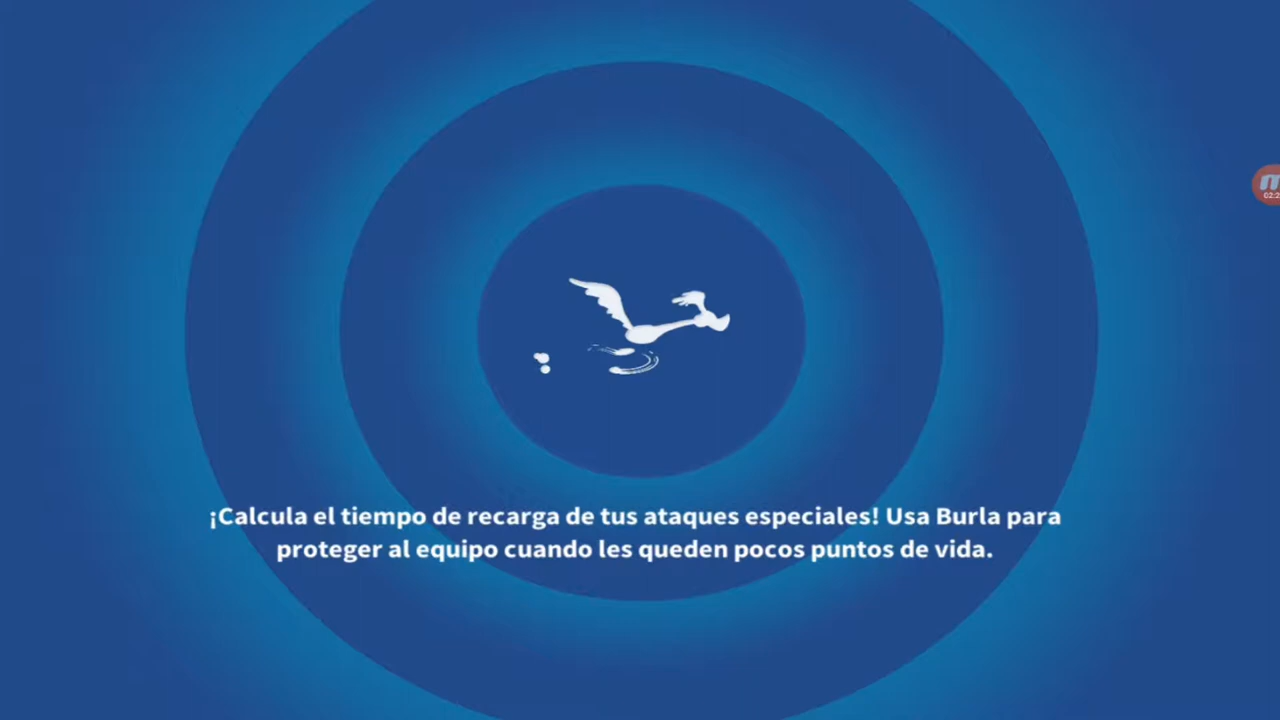 ¡Calcula el tiempo de recarga de tus ataques especiales! Usa Burla para
proteger al equipo cuando les queden pocos puntos de vida.